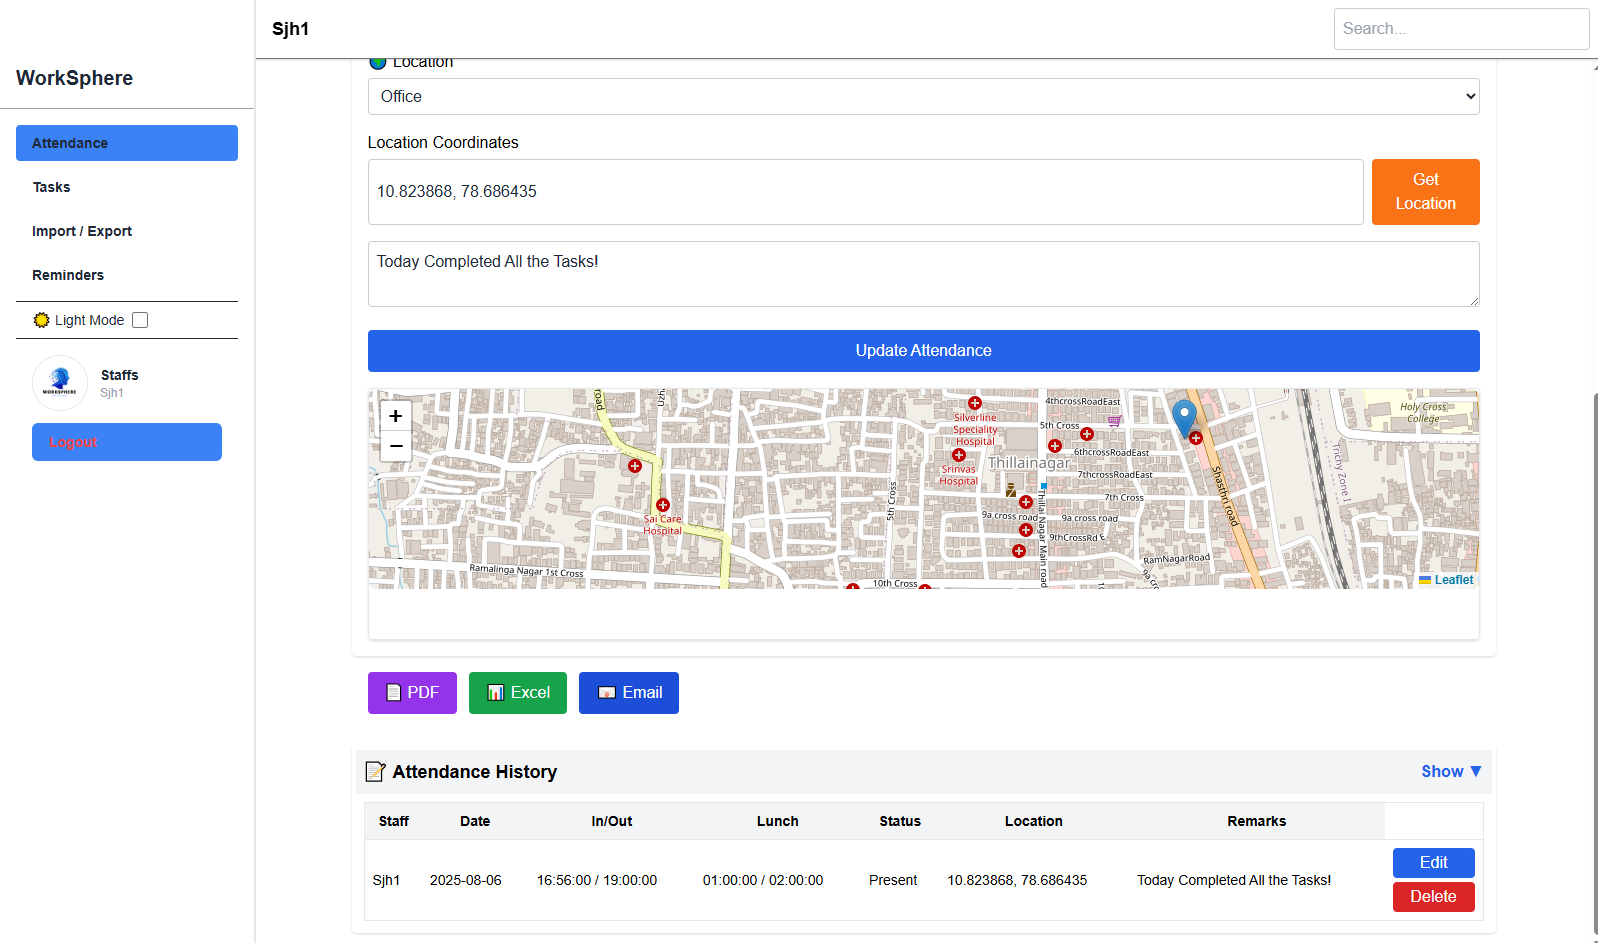 Sjh1
Search...
WorkSphere
Attendance
Tasks
Import / Export
Reminders
Light Mode
WORKSPHERE
Staffs
Sjh1
Logout
Location
Office
Location Coordinates
10.823868, 78.686435
Get
Location
Today Completed All the Tasks!
Update Attendance
+
−
road
Uzha
Silverline
Speciality
Hospital
4thcrossRoadEast
5th Cross
6thcrossRoadEast
Thillainagar
Srinvas
Hospital
7thcrossRoadEast
7th Cross
5th Cross
9a cross road
9a cross road
9thCrossRd E
Thillai Nagar Main road
Shasthri road
Holy Cross
College
Trichy Zone 1
Sai Care
Hospital
Ramalinga Nagar 1st Cross
10th Cross
RamNagarRoad
Leaflet
PDF
Excel
Email
Attendance History
Show ▼
Staff Date In/Out Lunch Status Location Remarks
Sjh1 2025-08-06 16:56:00 / 19:00:00 01:00:00 / 02:00:00 Present 10.823868, 78.686435 Today Completed All the Tasks!
Edit
Delete